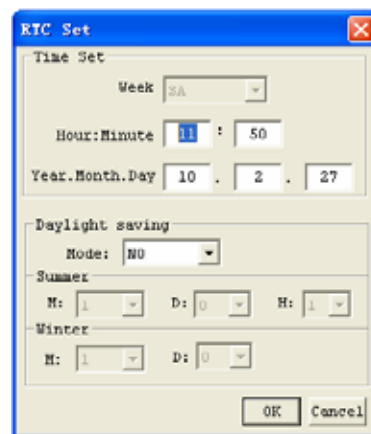 RTC Set
Time Set
Week SA
Hour:Minute 11 : 50
Year.Month.Day 10 . 2 . 27
Daylight saving
Mode: NO
Summer
M: 1 D: 0 H: 1
Winter
M: 1 D: 0
OK Cancel